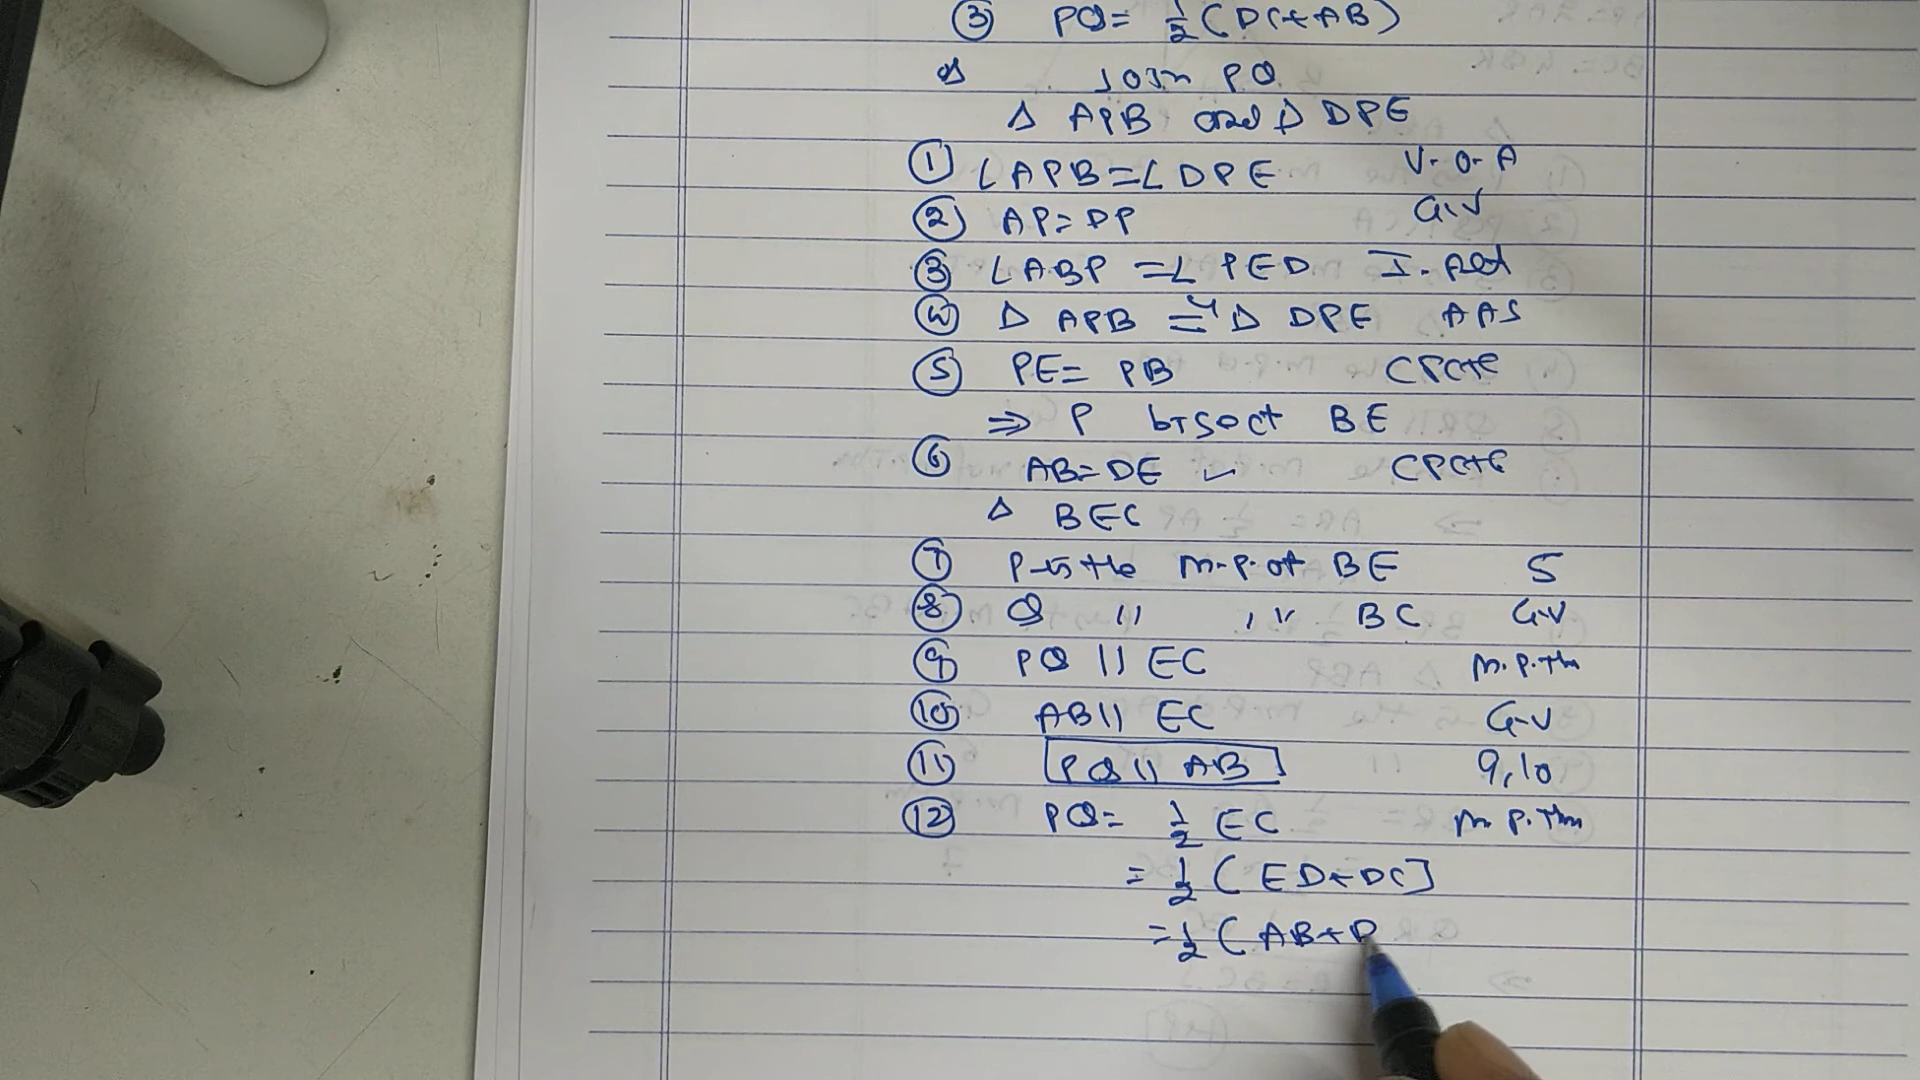 ③ PQ = 1/2 (DC+AB)
Join PQ
Δ APB and Δ DPE
① ∠APB = ∠DPE V.O.A
② AP = DP G.V
③ ∠ABP = ∠PED I. Alt
④ Δ APB ≅ Δ DPE AAS
⑤ PE = PB CPCTC
⇒ P bisect BE
⑥ AB = DE ✓ CPCTC
Δ BEC
⑦ P is the m.p. of BE 5
⑧ Q 〃 〃 BC G.V
⑨ PQ || EC m.p.Thm
⑩ AB || EC G.V
⑪ PQ || AB 9,10
⑫ PQ = 1/2 EC m p.Thm
= 1/2 (ED+DC]
= 1/2 (AB+D